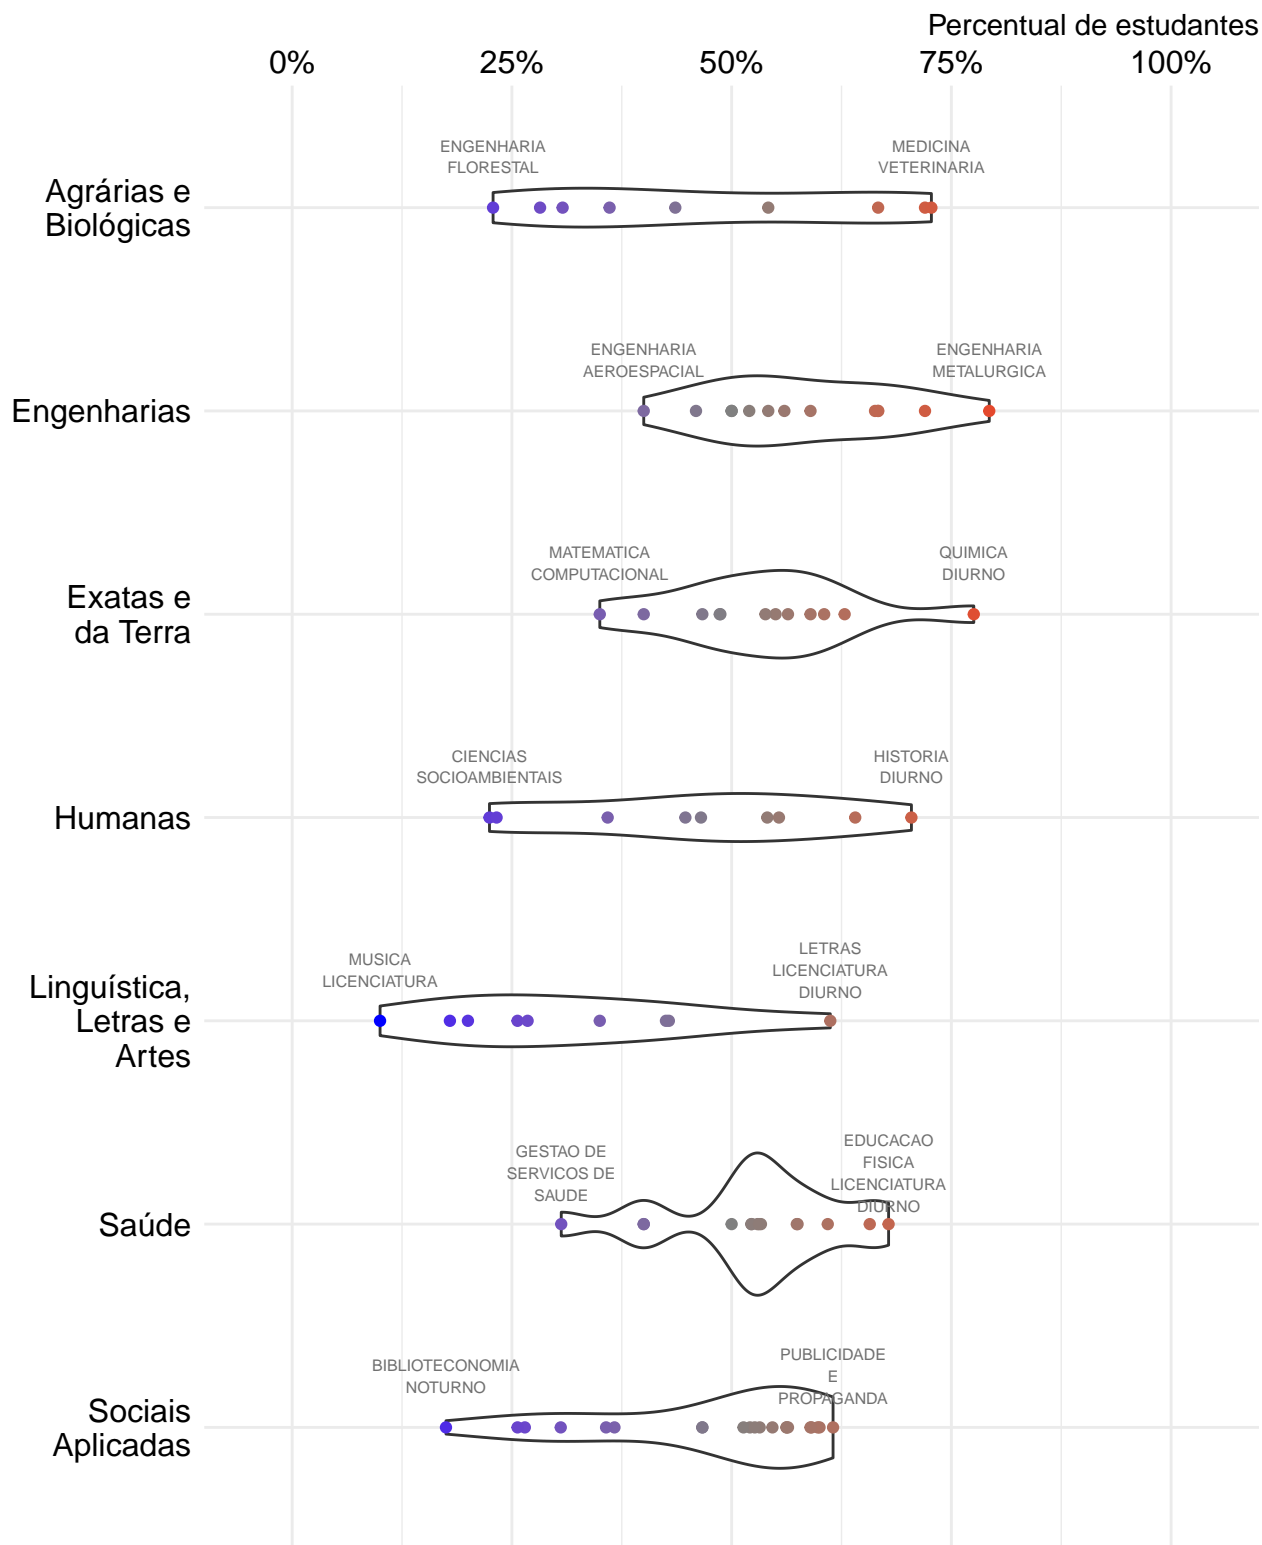 Percentual de estudantes
0% 25% 50% 75% 100%
ENGENHARIA
FLORESTAL
MEDICINA
VETERINARIA
Agrárias e
Biológicas
ENGENHARIA
AEROESPACIAL
ENGENHARIA
METALURGICA
Engenharias
MATEMATICA
COMPUTACIONAL
QUIMICA
DIURNO
Exatas e
da Terra
CIENCIAS
SOCIOAMBIENTAIS
HISTORIA
DIURNO
Humanas
MUSICA
LICENCIATURA
LETRAS
LICENCIATURA
DIURNO
Linguística,
Letras e
Artes
GESTAO DE
SERVICOS DE
SAUDE
EDUCACAO
FISICA
LICENCIATURA
DIURNO
Saúde
BIBLIOTECONOMIA
NOTURNO
PUBLICIDADE
E
PROPAGANDA
Sociais
Aplicadas